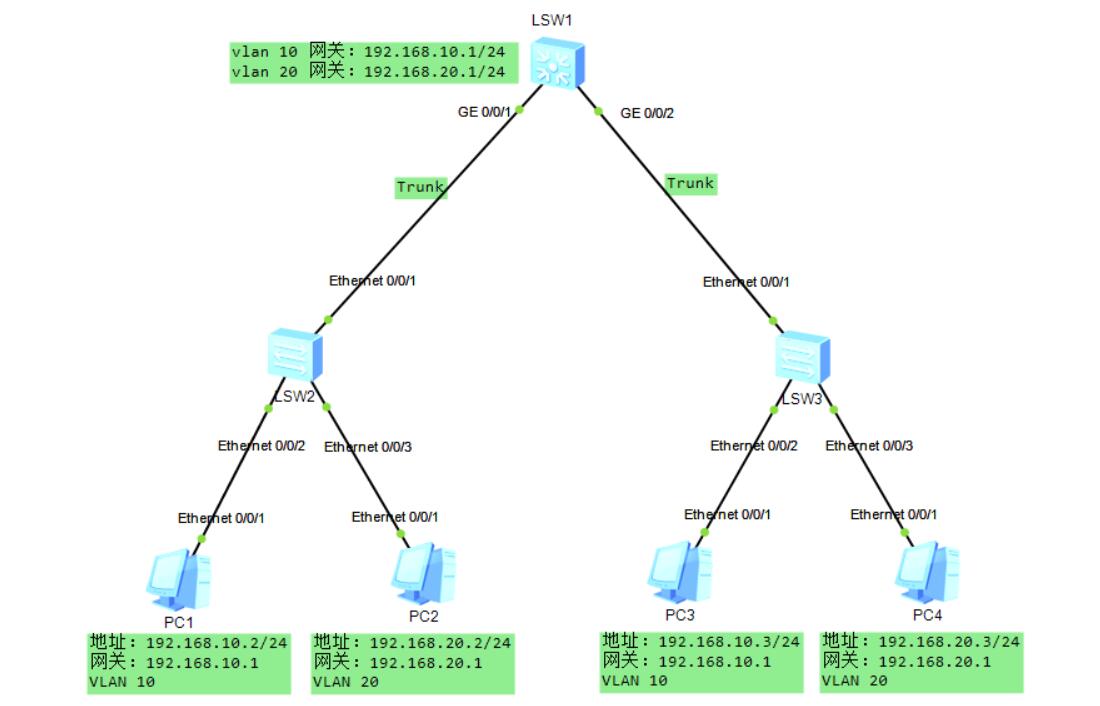 LSW1
vlan 10 网关：192.168.10.1/24
vlan 20 网关：192.168.20.1/24
GE 0/0/1
GE 0/0/2
Trunk
Trunk
Ethernet 0/0/1
Ethernet 0/0/1
LSW2
LSW3
Ethernet 0/0/2
Ethernet 0/0/3
Ethernet 0/0/2
Ethernet 0/0/3
Ethernet 0/0/1
Ethernet 0/0/1
Ethernet 0/0/1
Ethernet 0/0/1
PC1
PC2
PC3
PC4
地址：192.168.10.2/24
网关：192.168.10.1
VLAN 10
地址：192.168.20.2/24
网关：192.168.20.1
VLAN 20
地址：192.168.10.3/24
网关：192.168.10.1
VLAN 10
地址：192.168.20.3/24
网关：192.168.20.1
VLAN 20